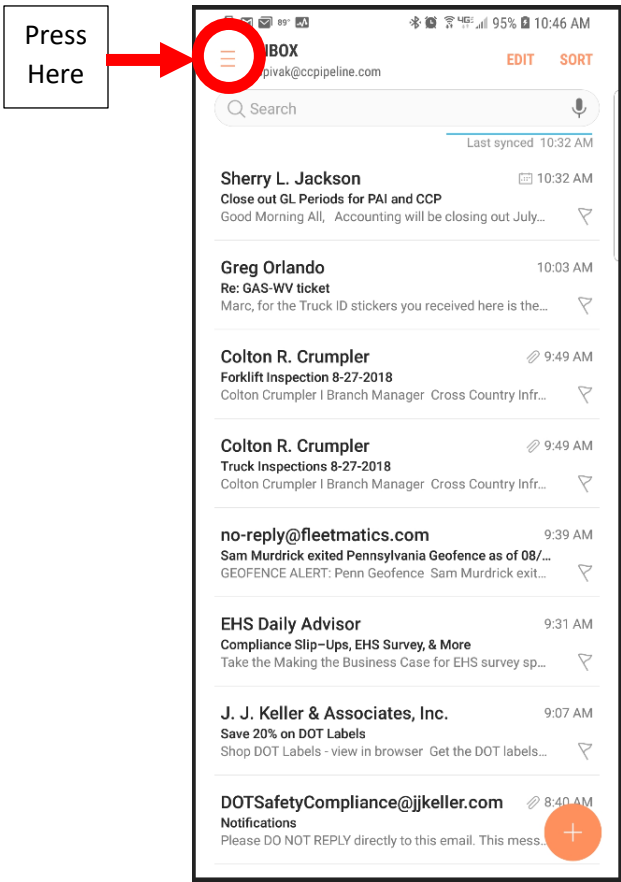 Press
Here
89°
4G 95% 10:46 AM
BOX
pivak@ccpipeline.com
EDIT SORT
Search
Last synced 10:32 AM
Sherry L. Jackson 10:32 AM
Close out GL Periods for PAI and CCP
Good Morning All, Accounting will be closing out July...
Greg Orlando 10:03 AM
Re: GAS-WV ticket
Marc, for the Truck ID stickers you received here is the...
Colton R. Crumpler 9:49 AM
Forklift Inspection 8-27-2018
Colton Crumpler I Branch Manager Cross Country Infr...
Colton R. Crumpler 9:49 AM
Truck Inspections 8-27-2018
Colton Crumpler I Branch Manager Cross Country Infr...
no-reply@fleetmatics.com 9:39 AM
Sam Murdrick exited Pennsylvania Geofence as of 08/...
GEOFENCE ALERT: Penn Geofence Sam Murdrick exit...
EHS Daily Advisor 9:31 AM
Compliance Slip–Ups, EHS Survey, & More
Take the Making the Business Case for EHS survey sp...
J. J. Keller & Associates, Inc. 9:07 AM
Save 20% on DOT Labels
Shop DOT Labels - view in browser Get the DOT labels...
DOTSafetyCompliance@jjkeller.com 8:40 AM
Notifications
Please DO NOT REPLY directly to this email. This mess...